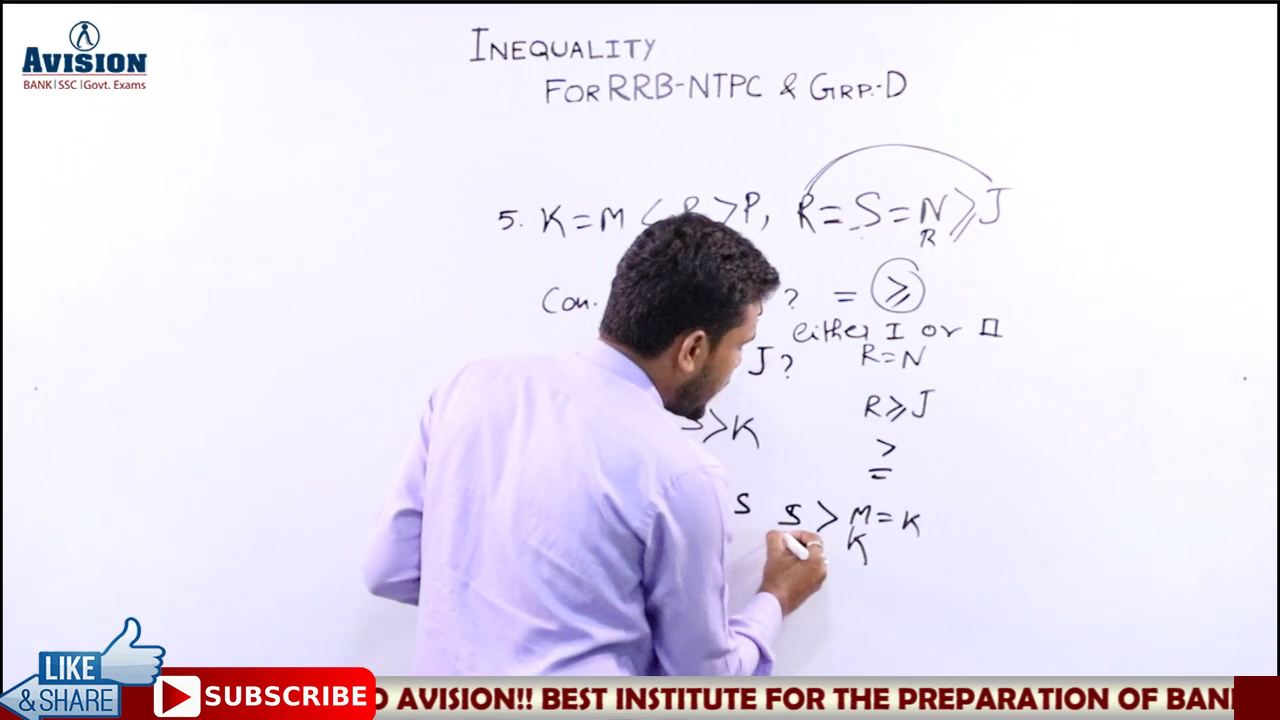 AVISION
BANK|SSC|Govt. Exams
INEQUALITY
FOR RRB-NTPC & GRP.-D
5. K = M < R > P, R = S = N ≥ J
R
Con. ? = ≥
either I or II
J? R = N
R ≥ J
S > K
>
=
S S > M = K
K
LIKE
& SHARE
SUBSCRIBE
O AVISION!! BEST INSTITUTE FOR THE PREPARATION OF BAN